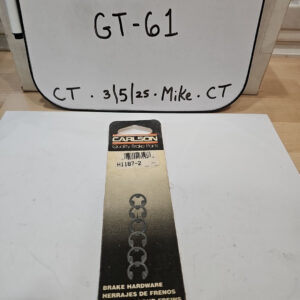 GT-61
CT . 3/5/25 . Mike . CT
CARLSON
Quality Brake Parts
H1187-2
BRAKE HARDWARE
HERRAJES DE FRENOS